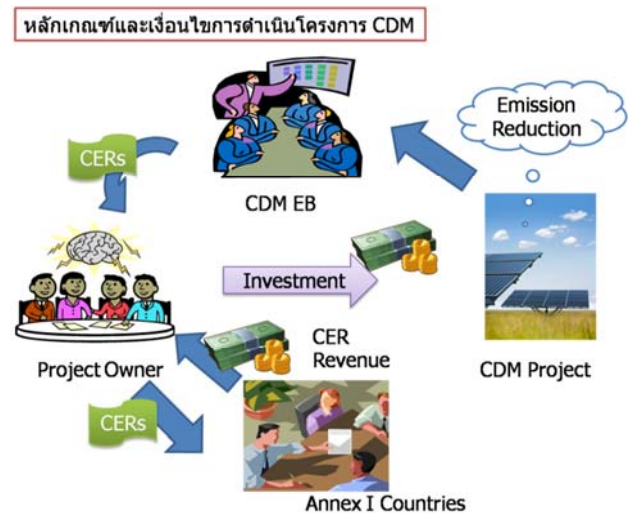 หลักเกณฑ์และเงื่อนไขการดำเนินโครงการ CDM
Emission
Reduction
CERs
CDM EB
Investment
CER
Revenue
Project Owner
CDM Project
CERs
Annex I Countries